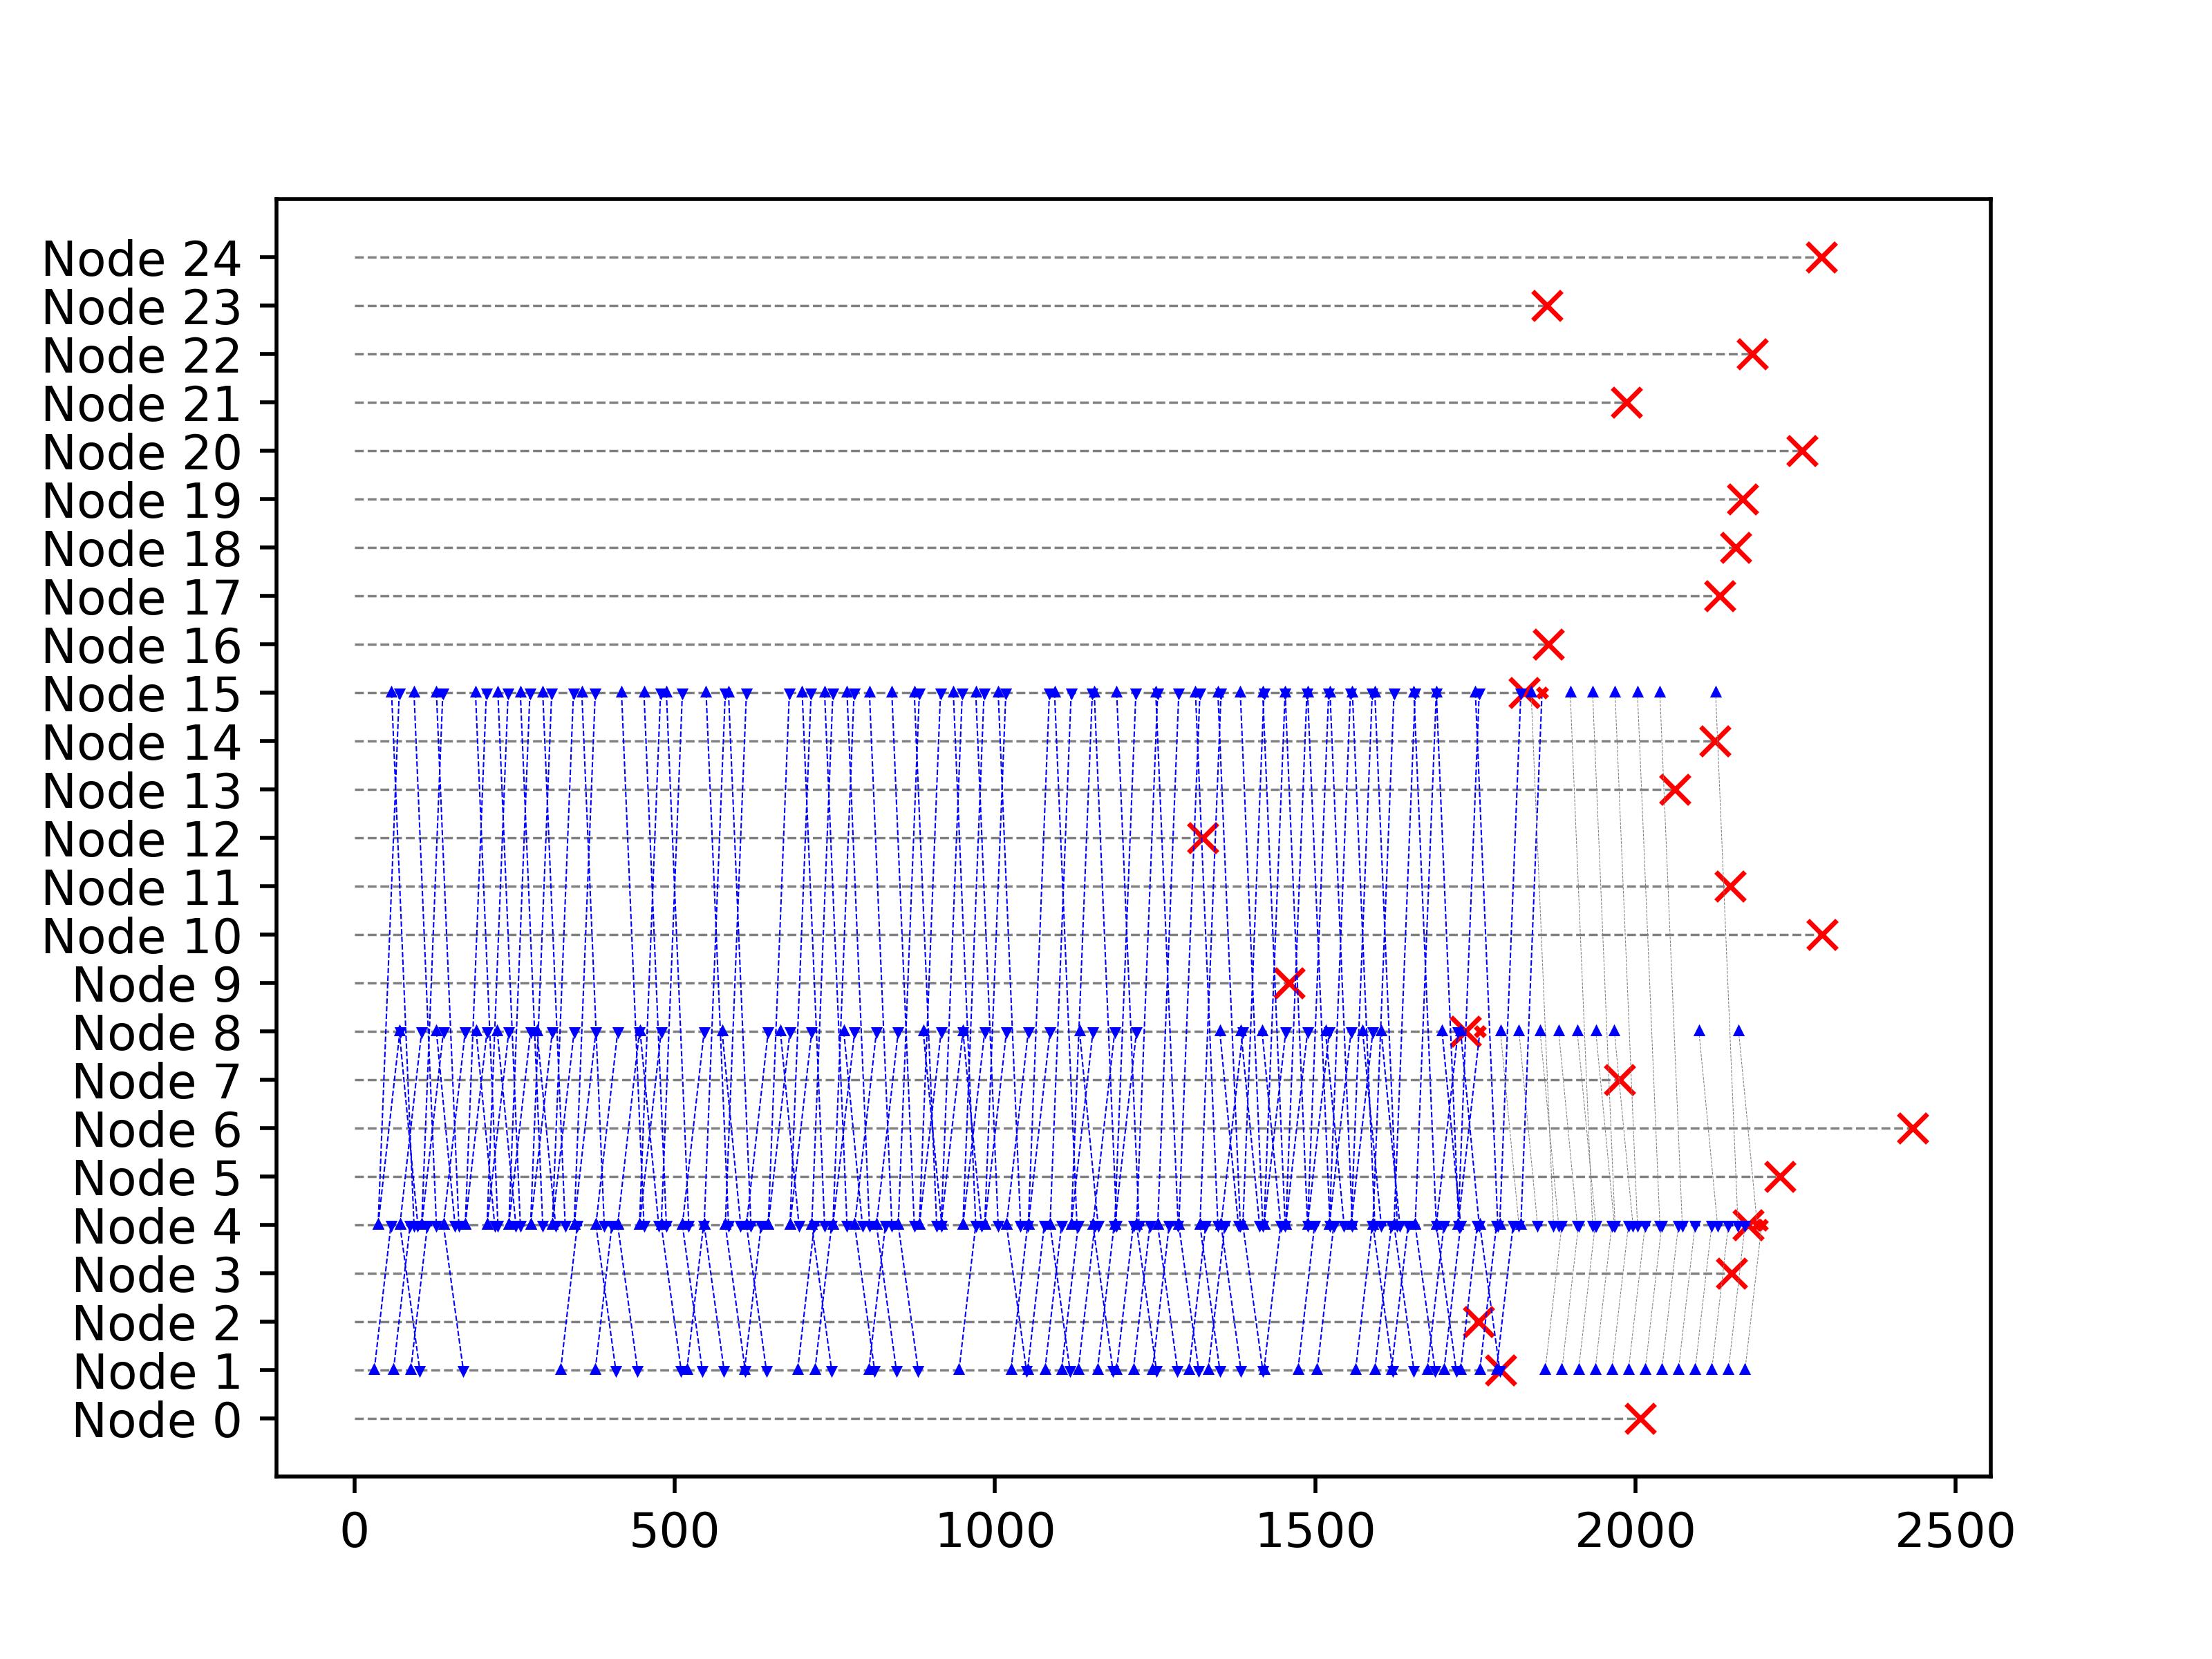 Node 24
Node 23
Node 22
Node 21
Node 20
Node 19
Node 18
Node 17
Node 16
Node 15
Node 14
Node 13
Node 12
Node 11
Node 10
Node 9
Node 8
Node 7
Node 6
Node 5
Node 4
Node 3
Node 2
Node 1
Node 0
0 500 1000 1500 2000 2500